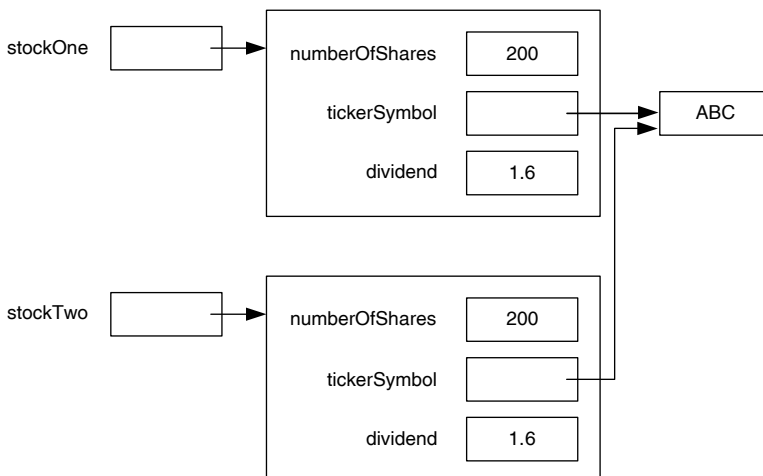 stockOne
numberOfShares 200
tickerSymbol ABC
dividend 1.6
stockTwo
numberOfShares 200
tickerSymbol
dividend 1.6